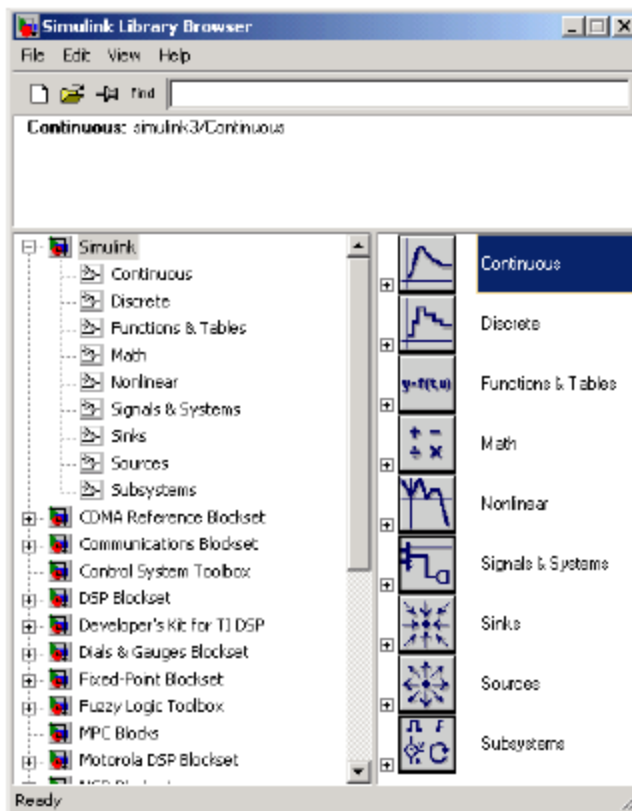 Simulink Library Browser
File Edit View Help
Find
Continuous: simulink3/Continuous
Simulink
Continuous
Discrete
Functions & Tables
Math
Nonlinear
Signals & Systems
Sinks
Sources
Subsystems
CDMA Reference Blockset
Communications Blockset
Control System Toolbox
DSP Blockset
Developer's Kit for TI DSP
Dials & Gauges Blockset
Fixed-Point Blockset
Fuzzy Logic Toolbox
MPC Blocks
Motorola DSP Blockset
Continuous
Discrete
y=f(t,u)
Functions & Tables
+ −
÷ ×
Math
Nonlinear
Signals & Systems
Sinks
Sources
Subsystems
Ready